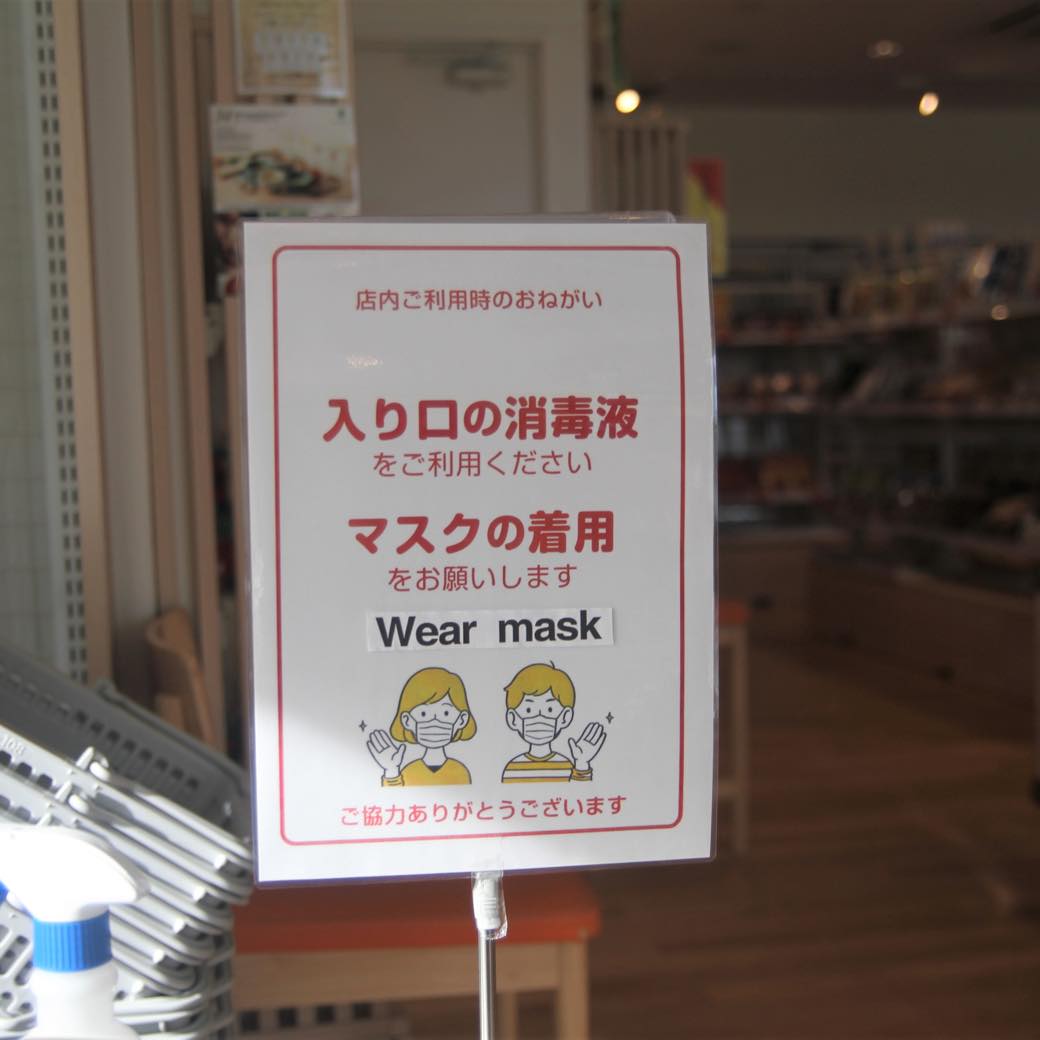 店内ご利用時のおねがい
入り口の消毒液
をご利用ください
マスクの着用
をお願いします
Wear mask
ご協力ありがとうございます
108